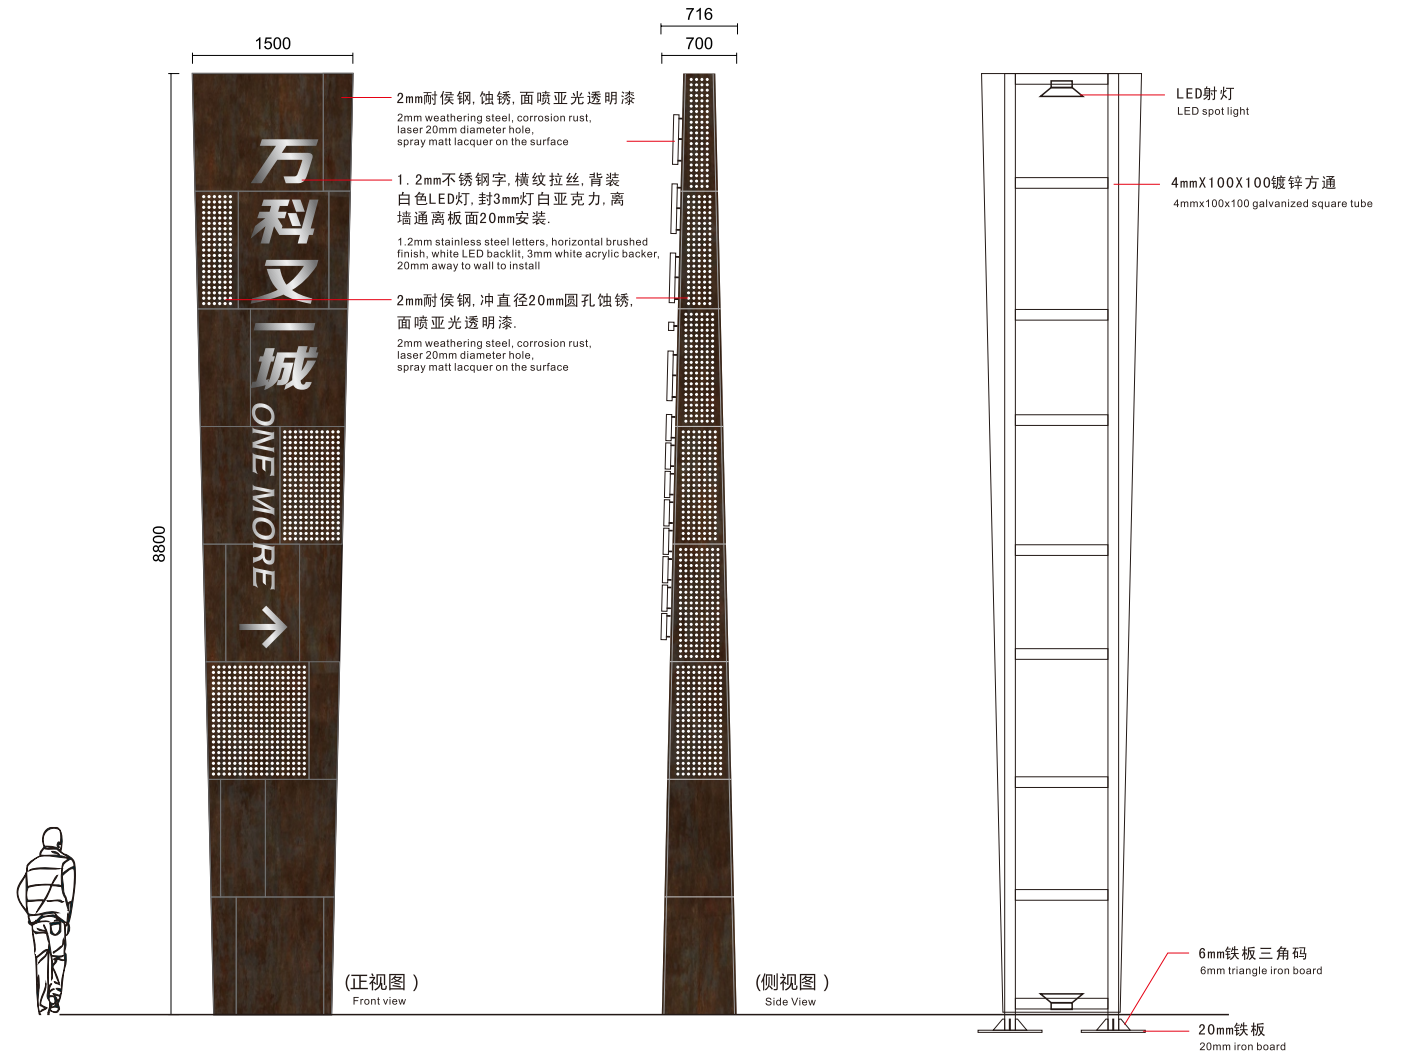 1500
8800
万
科
又
一
城
ONE MORE
2mm耐侯钢,蚀锈,面喷亚光透明漆
2mm weathering steel, corrosion rust,
laser 20mm diameter hole,
spray matt lacquer on the surface
1.2mm不锈钢字,横纹拉丝,背装
白色LED灯,封3mm灯白亚克力,离
墙通离板面20mm安装.
1.2mm stainless steel letters, horizontal brushed
finish, white LED backlit, 3mm white acrylic backer,
20mm away to wall to install
2mm耐侯钢,冲直径20mm圆孔蚀锈,
面喷亚光透明漆.
2mm weathering steel, corrosion rust,
laser 20mm diameter hole,
spray matt lacquer on the surface
(正视图)
Front view
716
700
(侧视图)
Side View
LED射灯
LED spot light
4mmX100X100镀锌方通
4mmx100x100 galvanized square tube
6mm铁板三角码
6mm triangle iron board
20mm铁板
20mm iron board